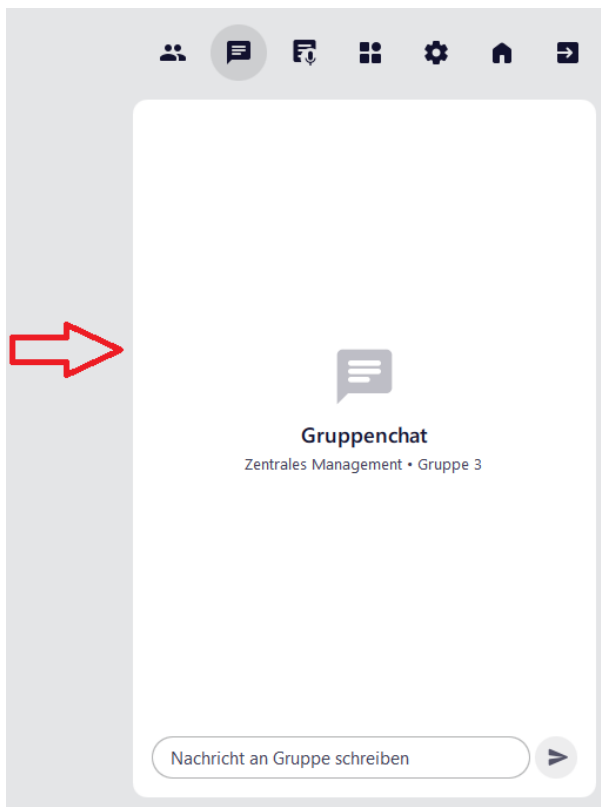 Gruppenchat
Zentrales Management • Gruppe 3
Nachricht an Gruppe schreiben